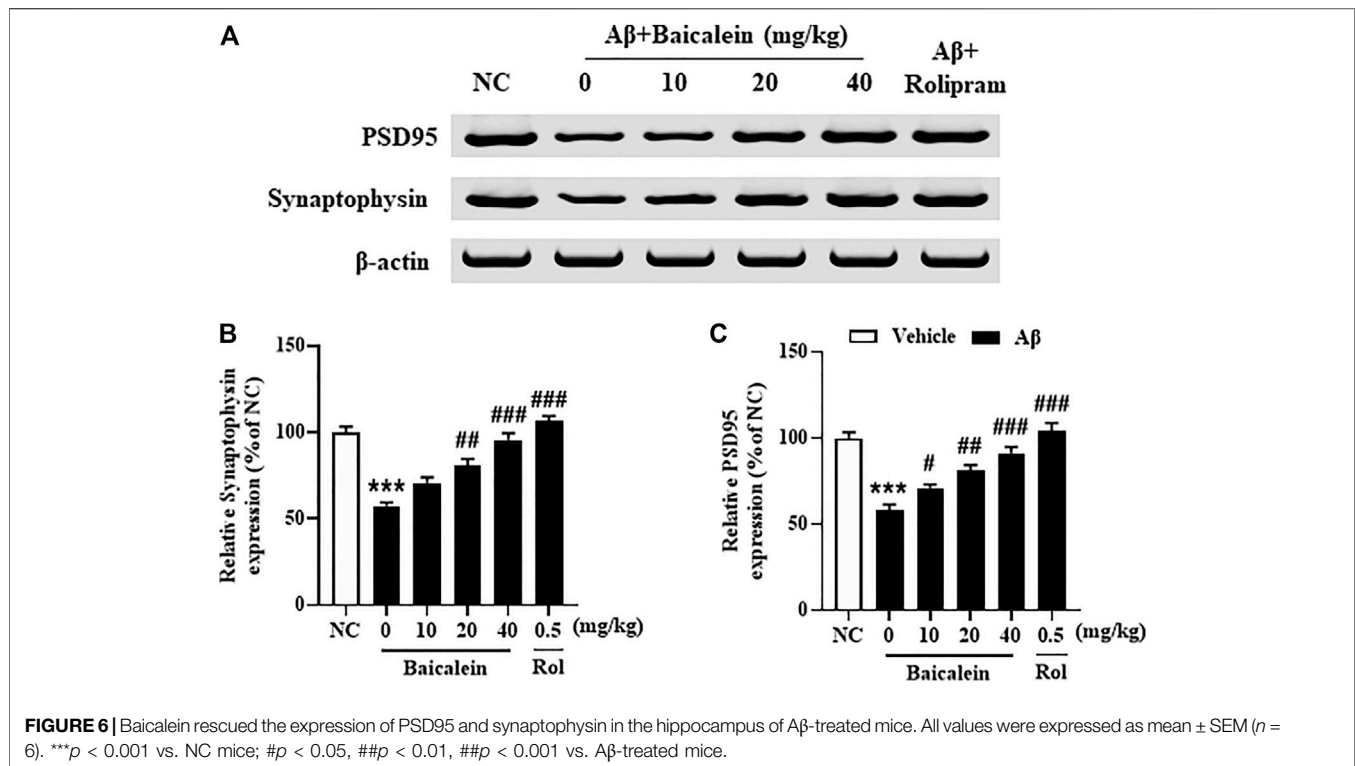 A
Aβ+Baicalein (mg/kg)
Aβ+
Rolipram
NC 0 10 20 40
PSD95
Synaptophysin
β-actin
B
Relative Synaptophysin
expression (% of NC)
150
100
50
0
***
##
###
###
NC 0 10 20 40 0.5 (mg/kg)
Baicalein Rol
C
Vehicle Aβ
Relative PSD95
expression (% of NC)
150
100
50
0
***
#
##
###
###
NC 0 10 20 40 0.5 (mg/kg)
Baicalein Rol
FIGURE 6 | Baicalein rescued the expression of PSD95 and synaptophysin in the hippocampus of Aβ-treated mice. All values were expressed as mean ± SEM (n =
6). ***p < 0.001 vs. NC mice; #p < 0.05, ##p < 0.01, ##p < 0.001 vs. Aβ-treated mice.